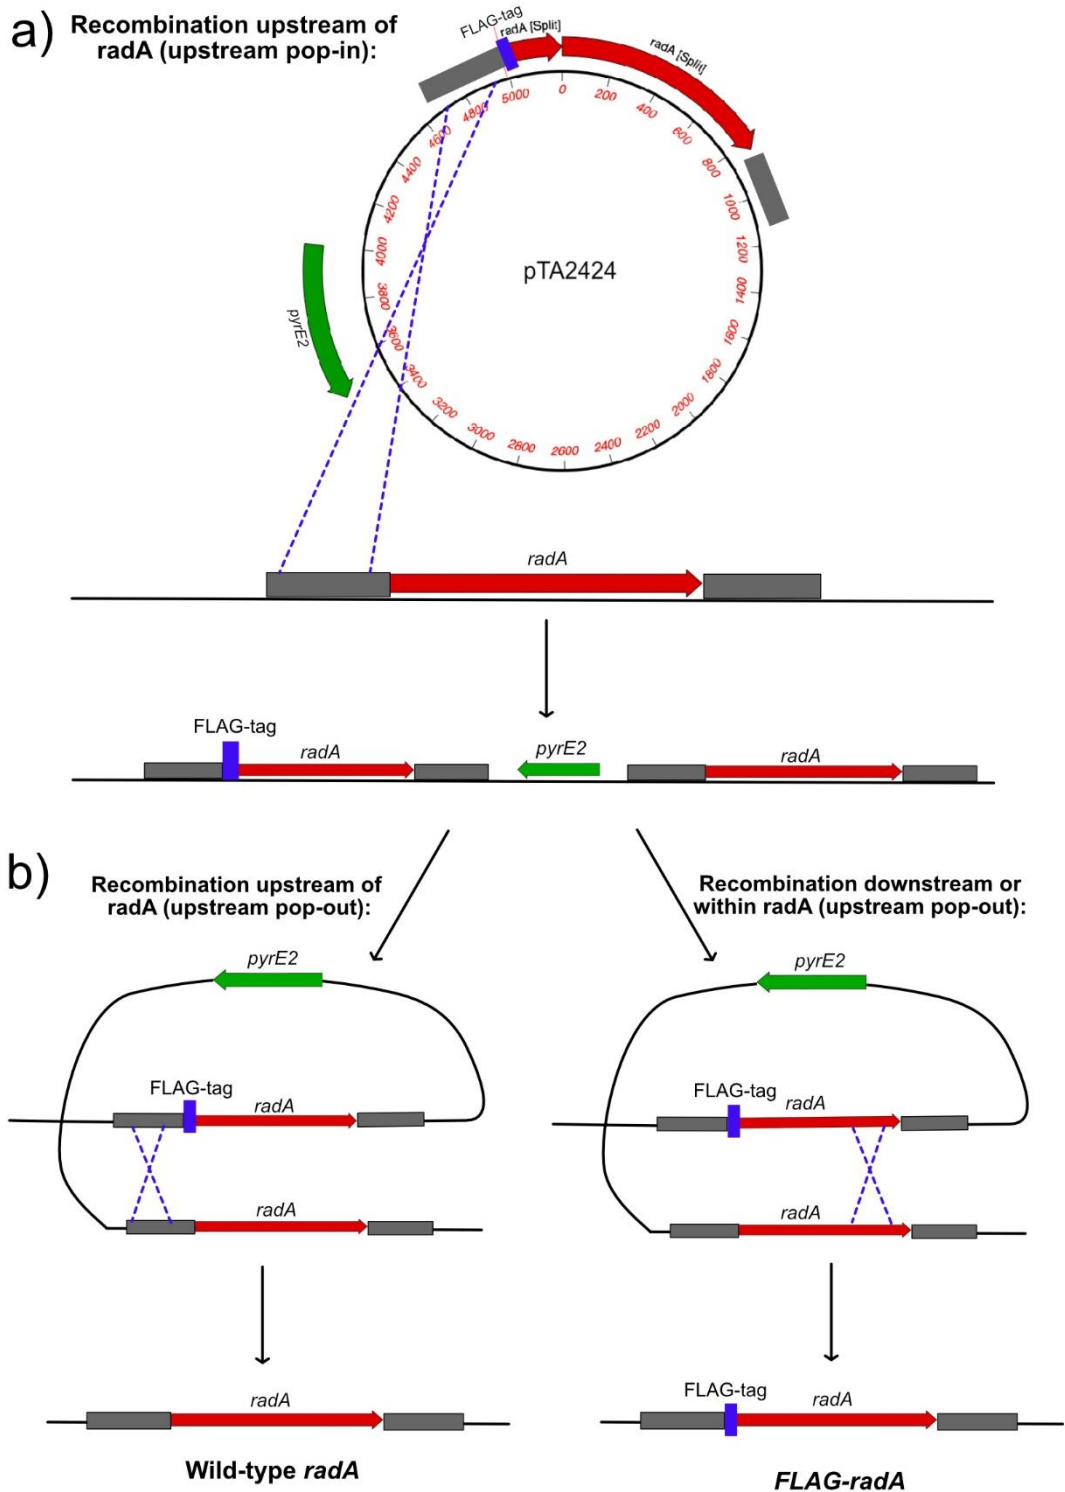 a)
Recombination upstream of
radA (upstream pop-in):
FLAG-tag
radA [Split]
radA [Split]
0
200
400
600
800
1000
1200
1400
1600
1800
2000
2200
2400
2600
2800
3000
3200
3400
3600
3800
4000
4200
4400
4600
4800
5000
pTA2424
pyrE2
radA
FLAG-tag
radA
pyrE2
radA
b)
Recombination upstream of
radA (upstream pop-out):
Recombination downstream or
within radA (upstream pop-out):
pyrE2
pyrE2
FLAG-tag
radA
FLAG-tag
radA
radA
radA
radA
Wild-type radA
FLAG-tag
radA
FLAG-radA